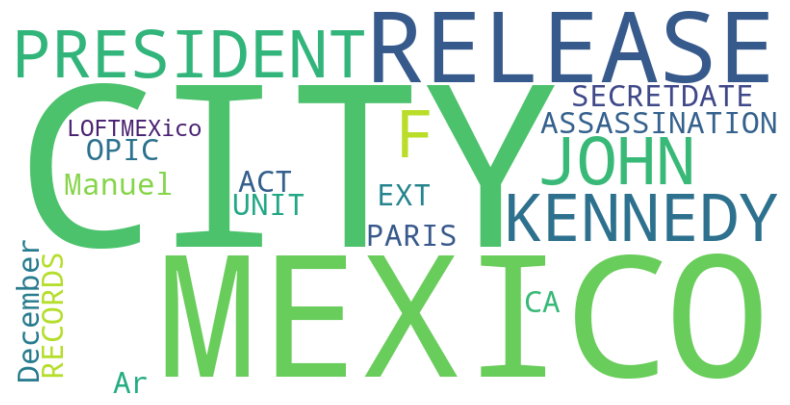 PRESIDENT RELEASE
SECRETDATE
CITY
LOFTMEXico
F
ASSASSINATION
OPIC
JOHN
Manuel
ACT
EXT
UNIT
KENNEDY
PARIS
December
RECORDS
MEXICO
CA
Ar